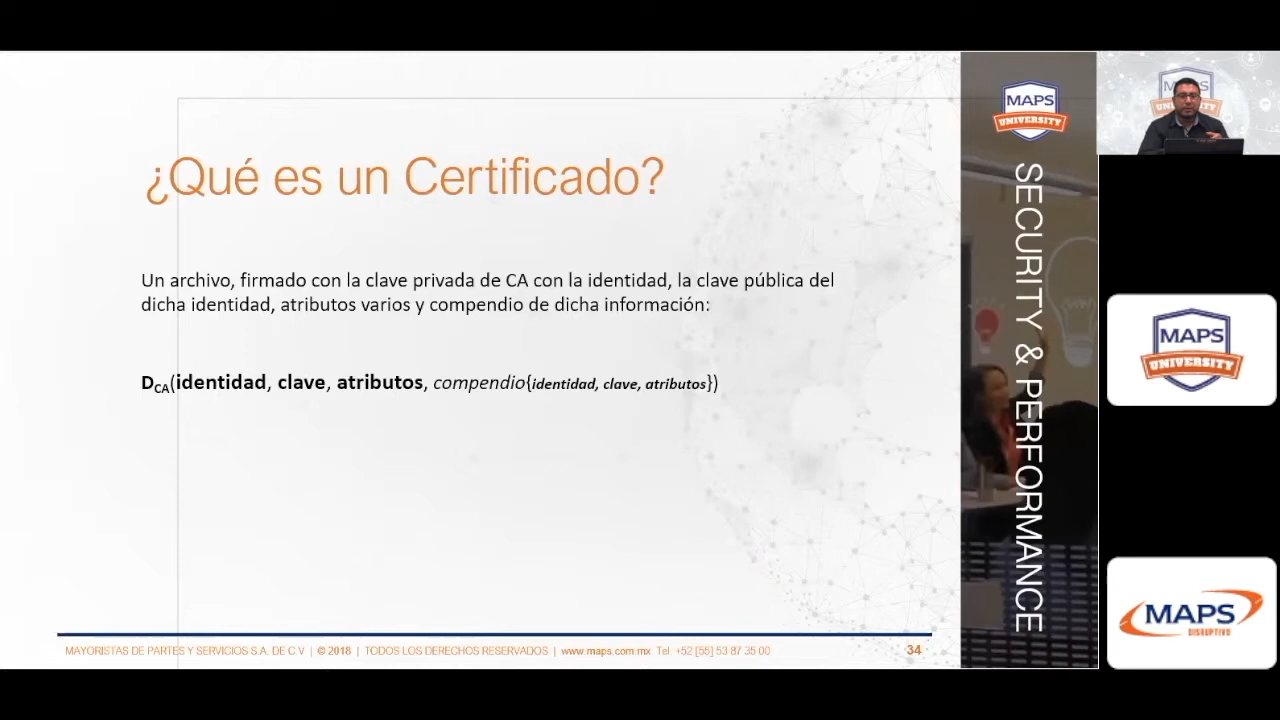 ¿Qué es un Certificado?
Un archivo, firmado con la clave privada de CA con la identidad, la clave pública del
dicha identidad, atributos varios y compendio de dicha información:
DCA(identidad, clave, atributos, compendio{identidad, clave, atributos})
MAYORISTAS DE PARTES Y SERVICIOS S.A. DE C.V | @ 2018 | TODOS LOS DERECHOS RESERVADOS | www.maps.com.mx Tel +52 [55] 53 87 35 00
34
MAPS
UNIVERSITY
SECURITY & PERFORMANCE
MAPS
UNIVERSITY
MAPS
DISRUPTIVO